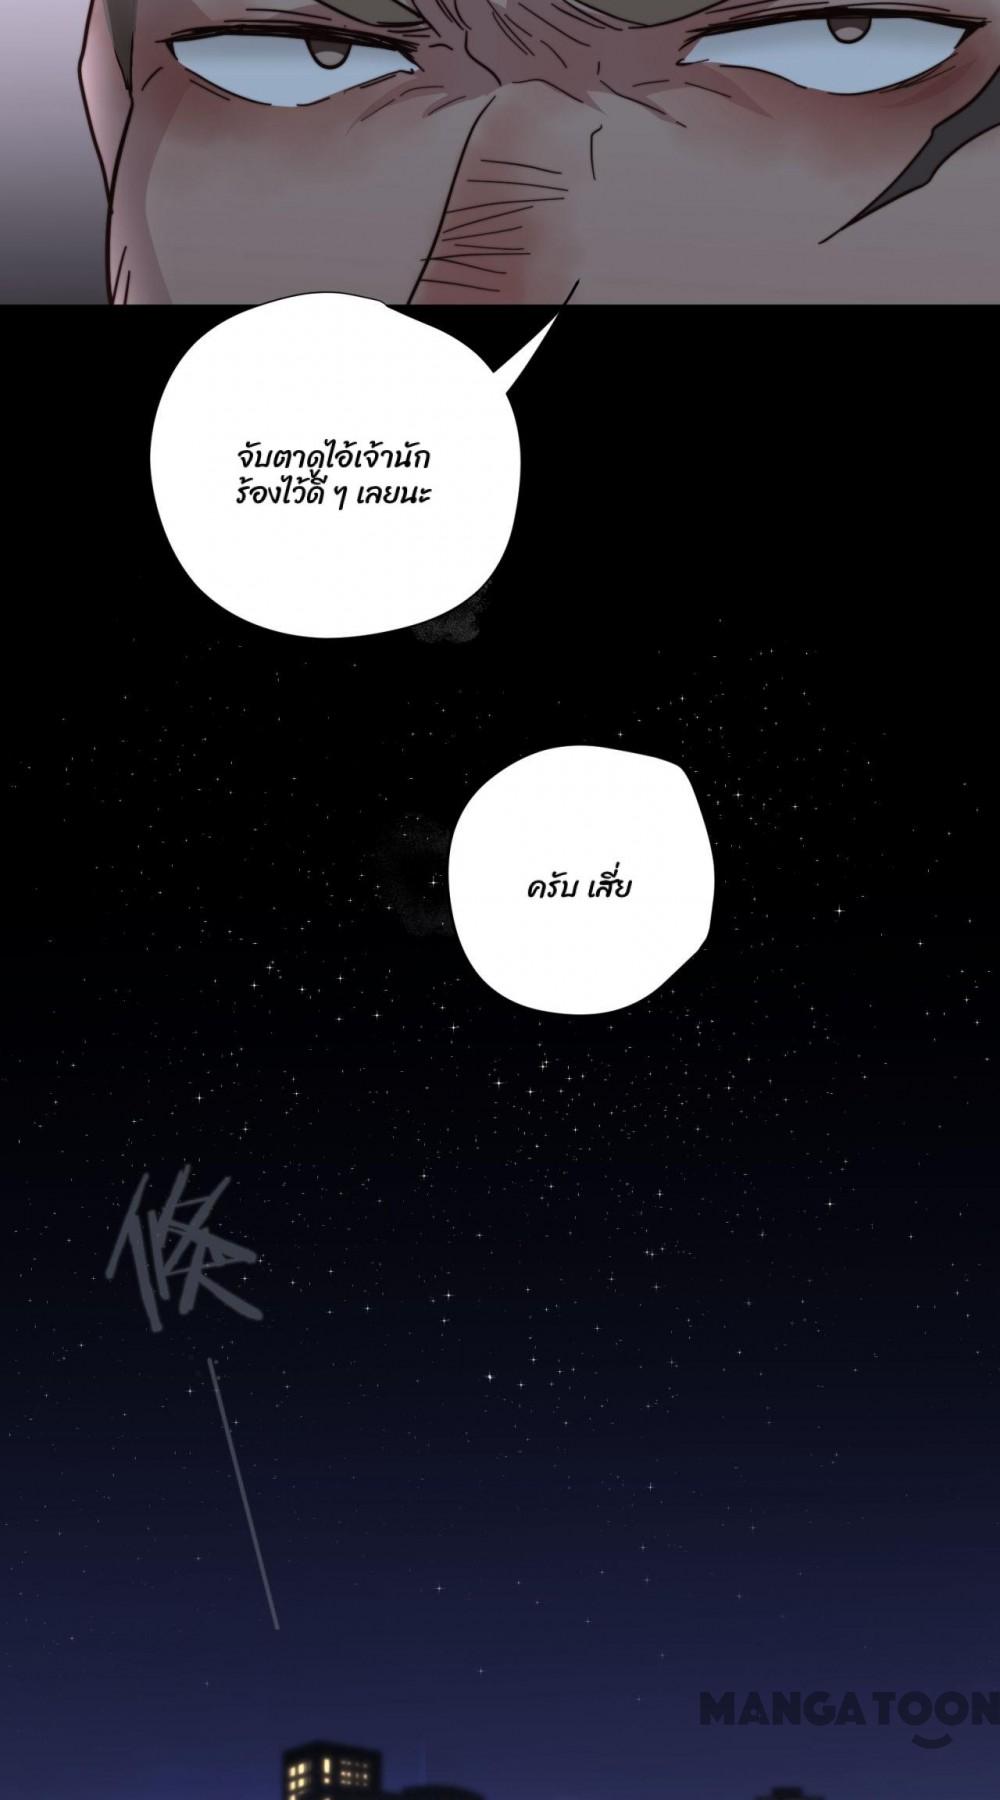 จับตาดูไอ้เจ้านัก
ร้องไว้ดี ๆ เลยนะ
ครับ เสี่ย
倏
MANGATOON